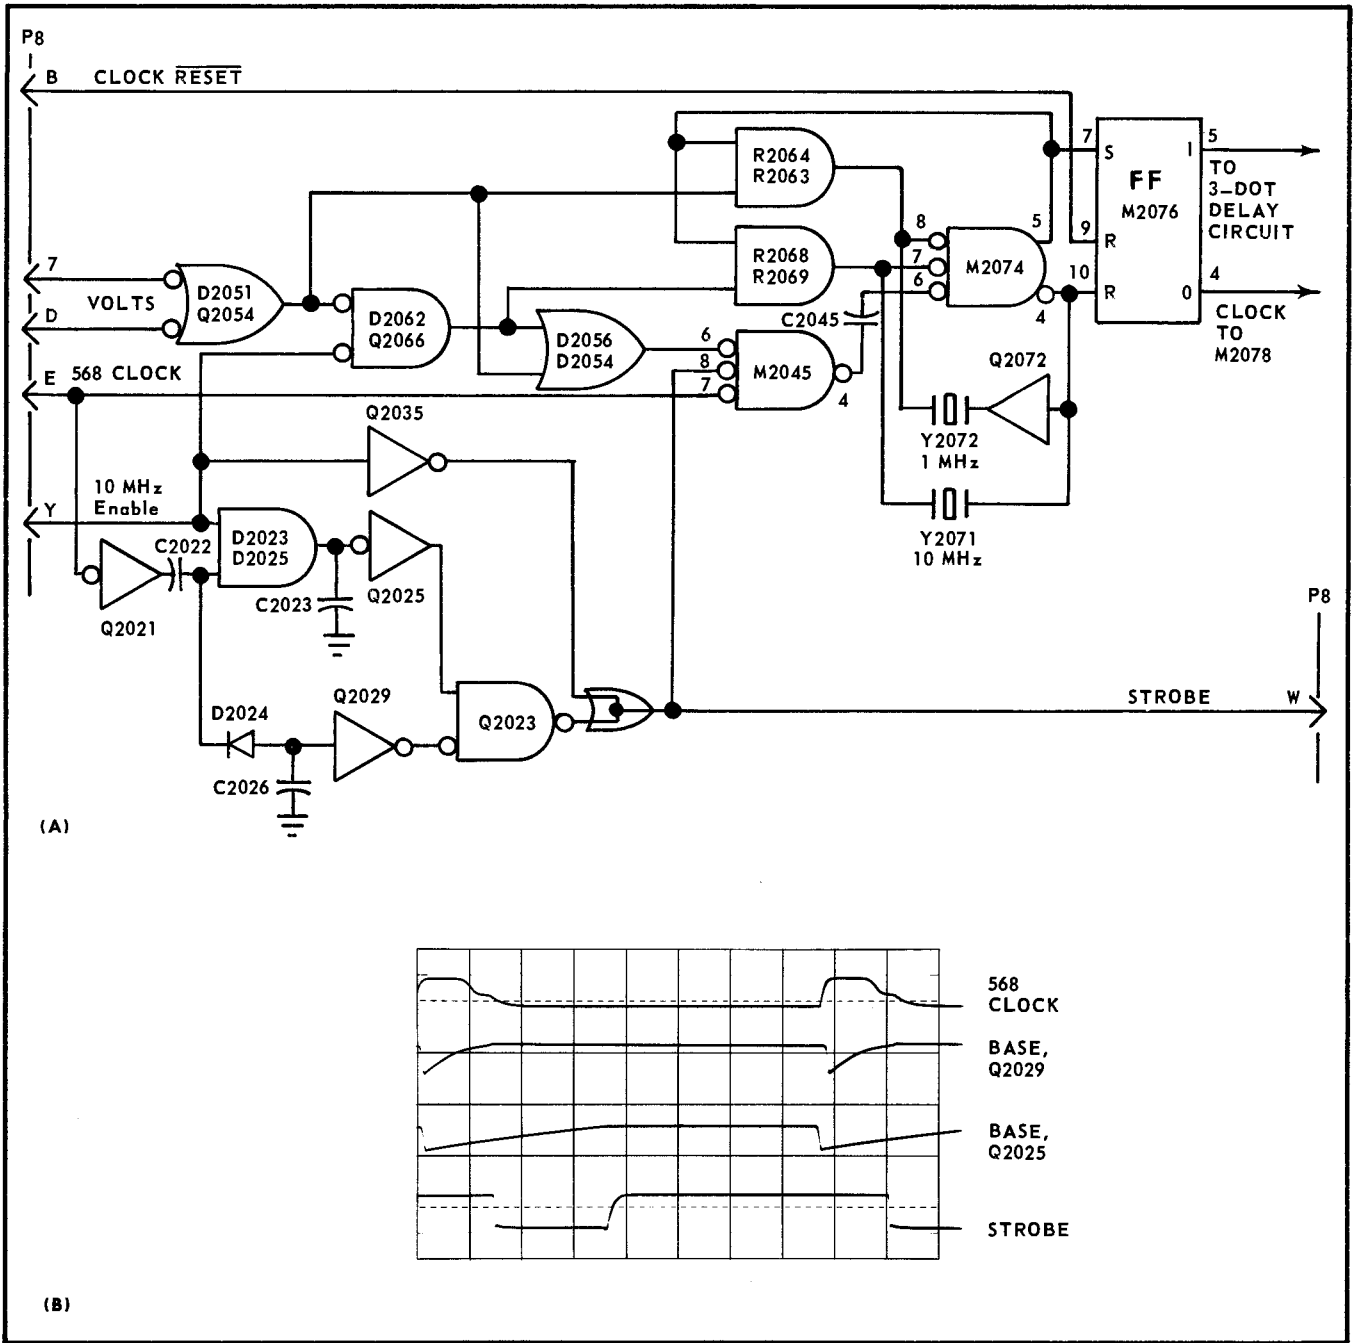 P8
B CLOCK RESET
7
VOLTS
D
E 568 CLOCK
10 MHz
Enable
Y
D2051
Q2054
D2062
Q2066
D2056
D2054
R2064
R2063
R2068
R2069
C2045
6
8
7
M2045
4
8
7
6
M2074
5
4
7 S
FF
M2076
9 R
10 R
1 5
TO
3-DOT
DELAY
CIRCUIT
0 4
CLOCK
TO
M2078
Q2072
Y2072
1 MHz
Y2071
10 MHz
Q2035
C2022
D2023
D2025
Q2021
C2023
Q2025
D2024
C2026
Q2029
Q2023
STROBE W
P8
(A)
568
CLOCK
BASE,
Q2029
BASE,
Q2025
STROBE
(B)